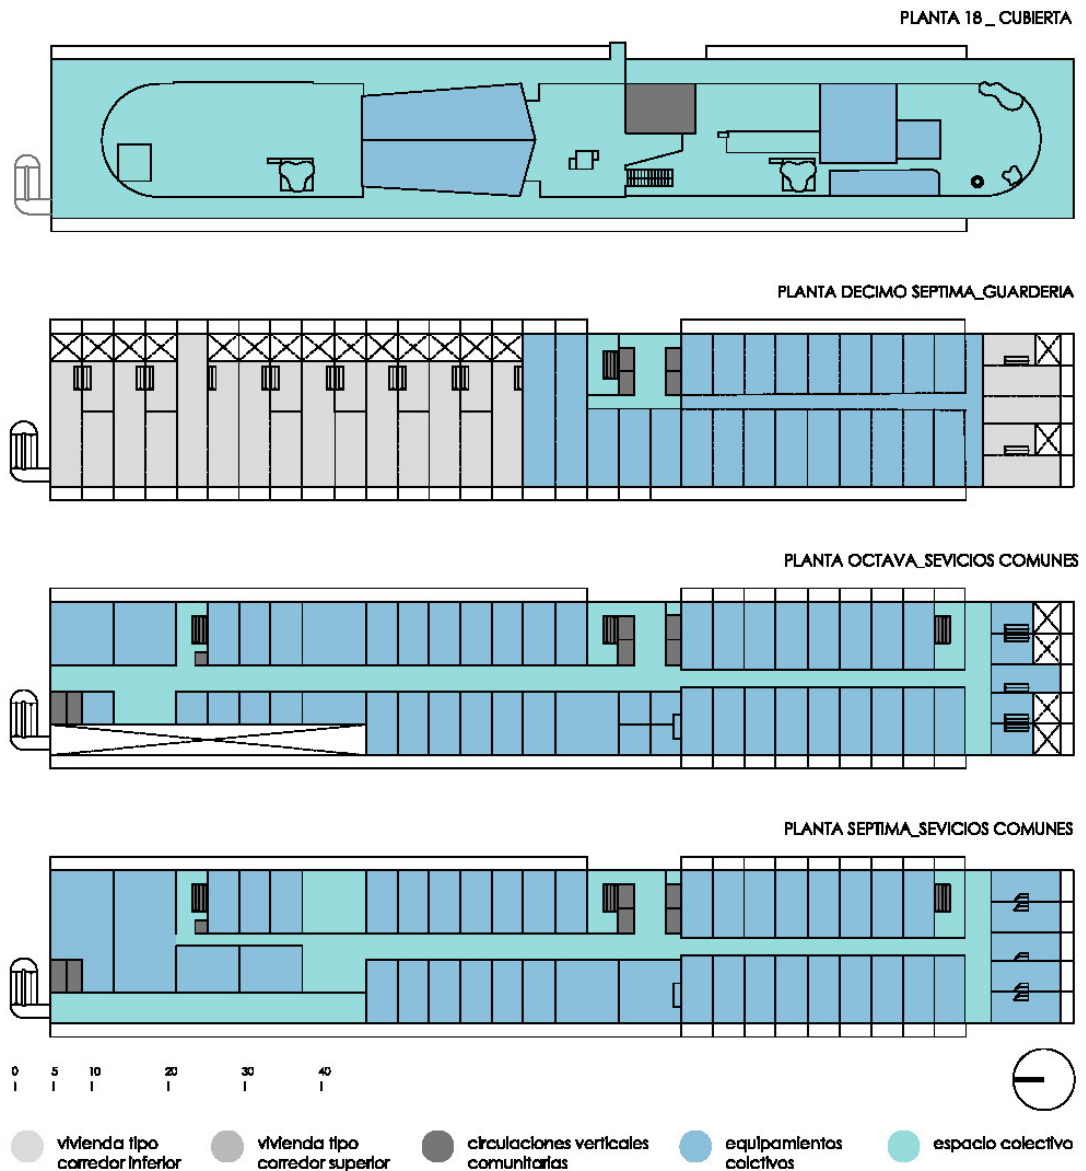 PLANTA 18 _ CUBIERTA
PLANTA DECIMO SEPTIMA_GUARDERIA
PLANTA OCTAVA_SEVICIOS COMUNES
PLANTA SEPTIMA_SEVICIOS COMUNES
0 5 10 20 30 40
vivienda tipo
corredor inferior
vivienda tipo
corredor superior
circulaciones verticales
comunitarias
equipamientos
colctivos
espacio colectivo